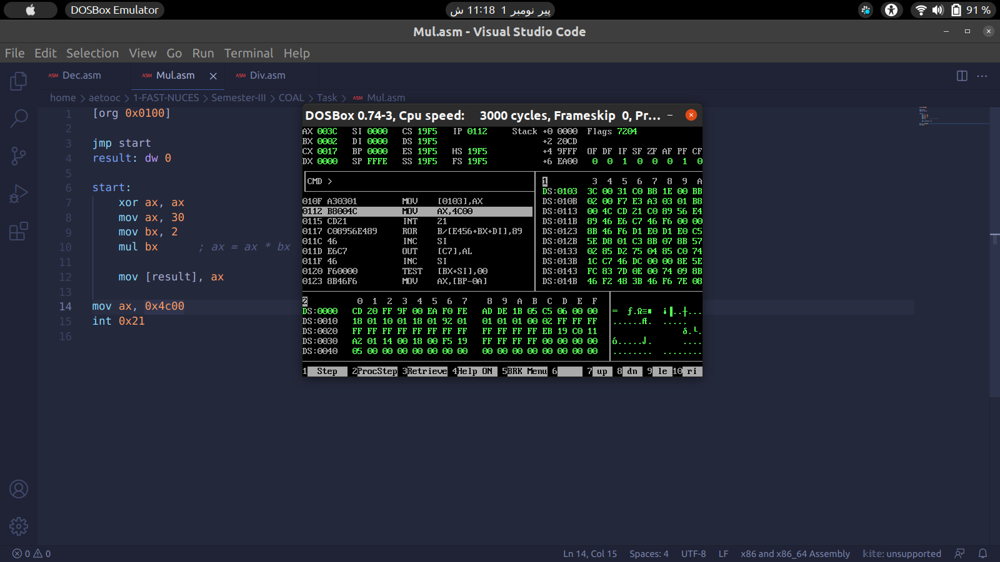 DOSBox Emulator
پیر نومبر 1  11:18 ش
91 %
Mul.asm - Visual Studio Code
File Edit Selection View Go Run Terminal Help
ASM Dec.asm ASM Mul.asm ASM Div.asm
home > aetooc > 1-FAST-NUCES > Semester-III > COAL > Task > ASM Mul.asm
1 [org 0x0100]
2
3 jmp start
4 result: dw 0
5
6 start:
7 xor ax, ax
8 mov ax, 30
9 mov bx, 2
10 mul bx ; ax = ax * bx
11
12 mov [result], ax
13
14 mov ax, 0x4c00
15 int 0x21
16
DOSBox 0.74-3, Cpu speed: 3000 cycles, Frameskip 0, Pr...
AX 003C SI 0000 CS 19F5 IP 0112 Stack +0 0000 Flags 7204
BX 0002 DI 0000 DS 19F5 +2 20CD
CX 0017 BP 0000 ES 19F5 HS 19F5 +4 9FFF OF DF IF SF ZF AF PF CF
DX 0000 SP FFFE SS 19F5 FS 19F5 +6 EA00 0 0 1 0 0 0 1 0
CMD >
010F A30301 MOV [0103],AX
0112 B8004C MOV AX,4C00
0115 CD21 INT 21
0117 C08956E489 ROR B/[E456+BX+DI],89
011C 46 INC SI
011D E6C7 OUT [C7],AL
011F 46 INC SI
0120 F60000 TEST [BX+SI],00
0123 8B46F6 MOV AX,[BP-0A]
1 3 4 5 6 7 8 9 A
DS:0103 3C 00 31 C0 B8 1E 00 BB
DS:010B 02 00 F7 E3 A3 03 01 B8
DS:0113 00 4C CD 21 C0 89 56 E4
DS:011B 89 46 E6 C7 46 F6 00 00
DS:0123 8B 46 F6 D1 E0 D1 E0 C5
DS:012B 5E D8 01 C3 8B 07 8B 57
DS:0133 02 85 D2 75 04 85 C0 74
DS:013B 1C C7 46 DC 00 00 8E 5E
DS:0143 FC 83 7D 0E 00 74 09 8B
DS:014B 46 F2 48 3B 46 F6 7E 08
2 0 1 2 3 4 5 6 7 8 9 A B C D E F
DS:0000 CD 20 FF 9F 00 EA F0 FE AD DE 1B 05 C5 06 00 00 = ƒ.Ω≡■ ¡▐..┼...
DS:0010 18 01 10 01 18 01 92 01 01 01 01 00 02 FF FF FF ......Æ. .....
DS:0020 FF FF FF FF FF FF FF FF FF FF FF FF EB 19 C0 11 δ.└.
DS:0030 A2 01 14 00 18 00 F5 19 FF FF FF FF 00 00 00 00 ó.....⌡. ....
DS:0040 05 00 00 00 00 00 00 00 00 00 00 00 00 00 00 00 ........ ........
1 Step 2ProcStep 3Retrieve 4Help ON 5BRK Menu 6 7 up 8 dn 9 le 10 ri
0 0 Ln 14, Col 15 Spaces: 4 UTF-8 LF x86 and x86_64 Assembly kite: unsupported